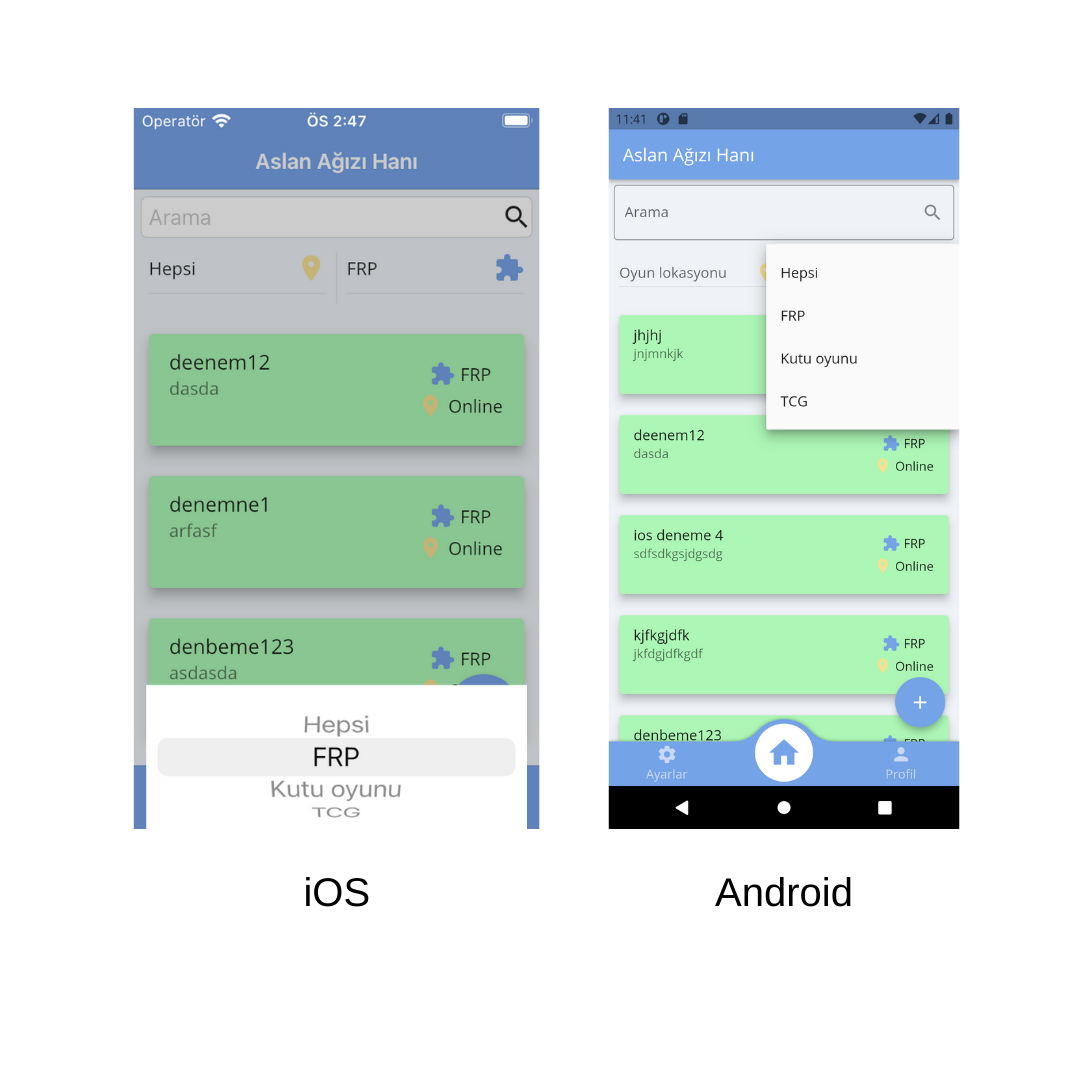 Operatör ÖS 2:47
Aslan Ağızı Hanı
Arama
Hepsi FRP
deenem12
dasda
FRP
Online
denemne1
arfasf
FRP
Online
denbeme123
asdasda
FRP
Hepsi
FRP
Kutu oyunu
TCG
iOS
11:41
Aslan Ağızı Hanı
Arama
Oyun lokasyonu
Hepsi
FRP
Kutu oyunu
TCG
jhjhj
jnjmnkjk
deenem12
dasda
FRP
Online
ios deneme 4
sdfsdkgsjdgsdg
FRP
Online
kjfkgjdfk
jkfdgjdfkgdf
FRP
Online
+
denbeme123
FRP
Ayarlar
Profil
Android